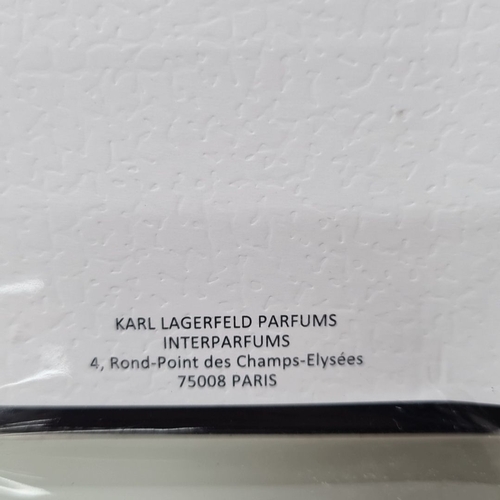 KARL LAGERFELD PARFUMS
INTERPARFUMS
4, Rond-Point des Champs-Elysées
75008 PARIS